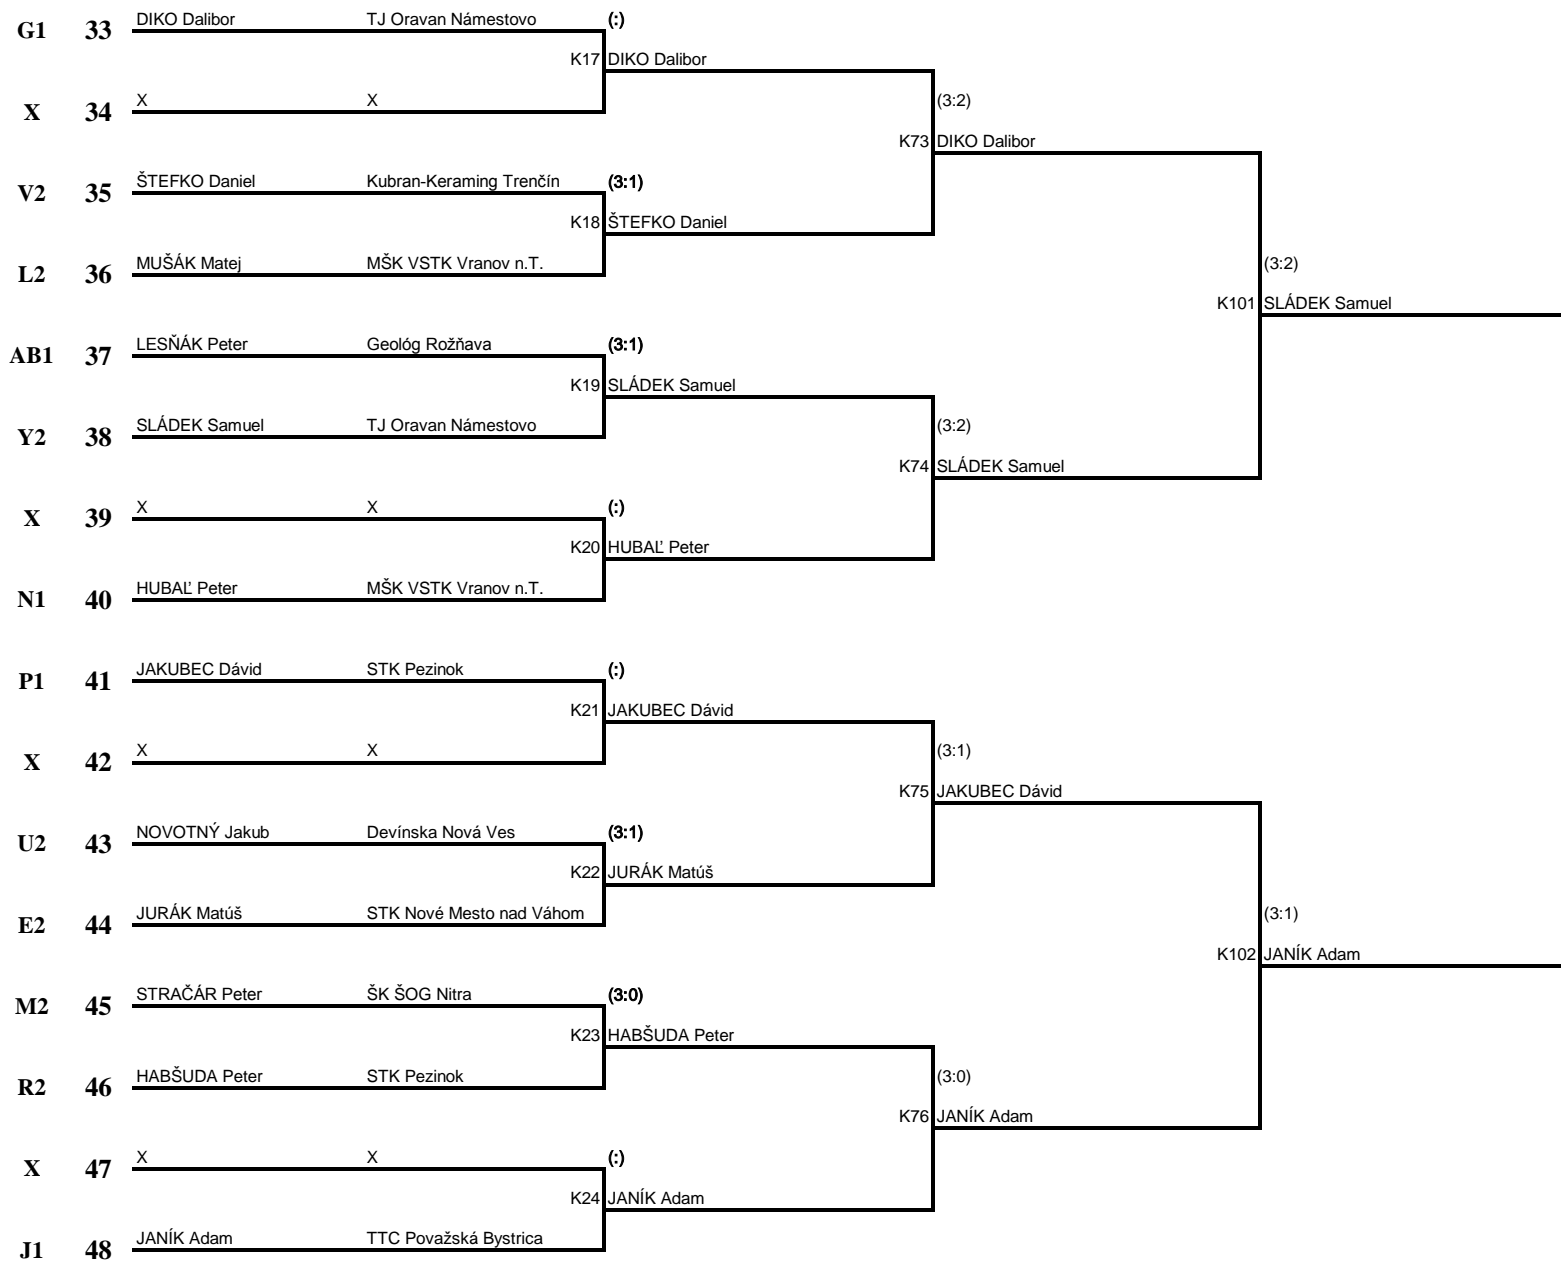 G1 33 DIKO Dalibor TJ Oravan Námestovo (:)
K17 DIKO Dalibor
X 34 X X (3:2)
K73 DIKO Dalibor
V2 35 ŠTEFKO Daniel Kubran-Keraming Trenčín (3:1)
K18 ŠTEFKO Daniel
L2 36 MUŠÁK Matej MŠK VSTK Vranov n.T. (3:2)
K101 SLÁDEK Samuel
AB1 37 LESŇÁK Peter Geológ Rožňava (3:1)
K19 SLÁDEK Samuel
Y2 38 SLÁDEK Samuel TJ Oravan Námestovo (3:2)
K74 SLÁDEK Samuel
X 39 X X (:)
K20 HUBAĽ Peter
N1 40 HUBAĽ Peter MŠK VSTK Vranov n.T.
P1 41 JAKUBEC Dávid STK Pezinok (:)
K21 JAKUBEC Dávid
X 42 X X (3:1)
K75 JAKUBEC Dávid
U2 43 NOVOTNÝ Jakub Devínska Nová Ves (3:1)
K22 JURÁK Matúš
E2 44 JURÁK Matúš STK Nové Mesto nad Váhom (3:1)
K102 JANÍK Adam
M2 45 STRAČÁR Peter ŠK ŠOG Nitra (3:0)
K23 HABŠUDA Peter
R2 46 HABŠUDA Peter STK Pezinok (3:0)
K76 JANÍK Adam
X 47 X X (:)
K24 JANÍK Adam
J1 48 JANÍK Adam TTC Považská Bystrica